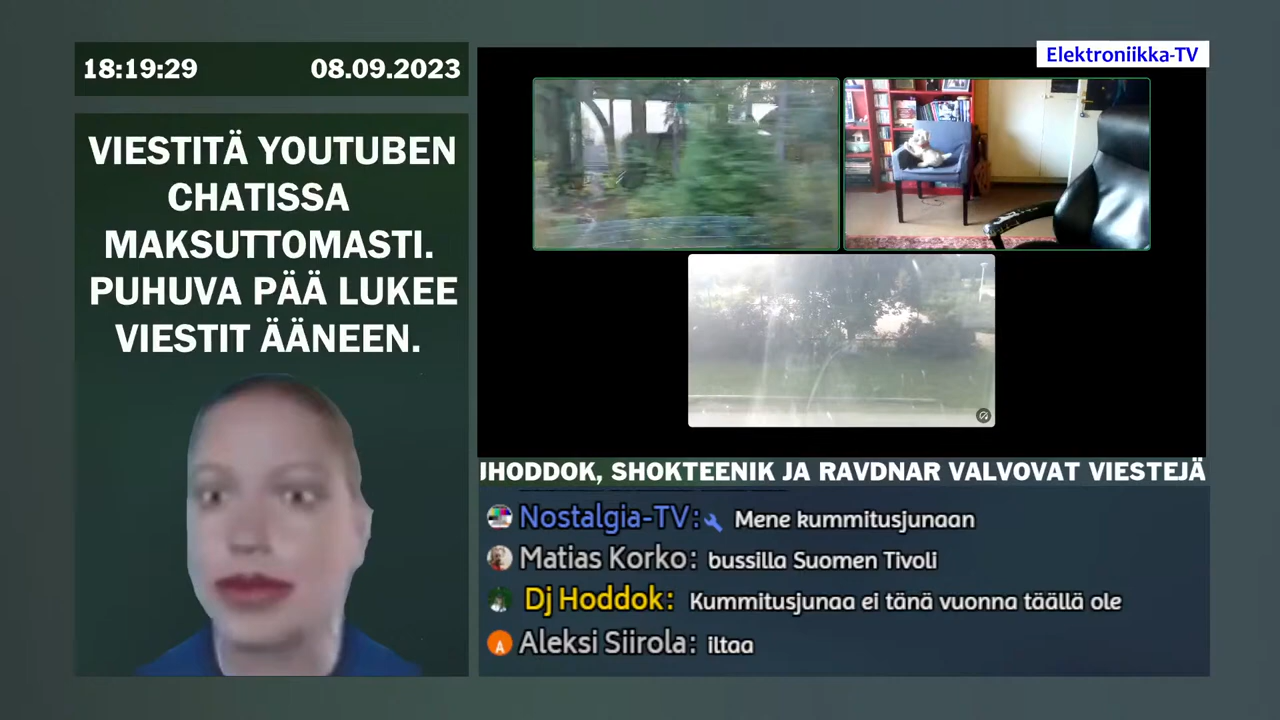 18:19:29 08.09.2023
VIESTITÄ YOUTUBEN
CHATISSA
MAKSUTTOMASTI.
PUHUVA PÄÄ LUKEE
VIESTIT ÄÄNEEN.
Elektroniikka-TV
JHODDOK, SHOKTEENIK JA RAVDNAR VALVOVAT VIESTEJÄ
Nostalgia-TV: Mene kummitusjunaan
Matias Korko: bussilla Suomen Tivoli
Dj Hoddok: Kummitusjunaa ei tänä vuonna täällä ole
A Aleksi Siirola: iltaa